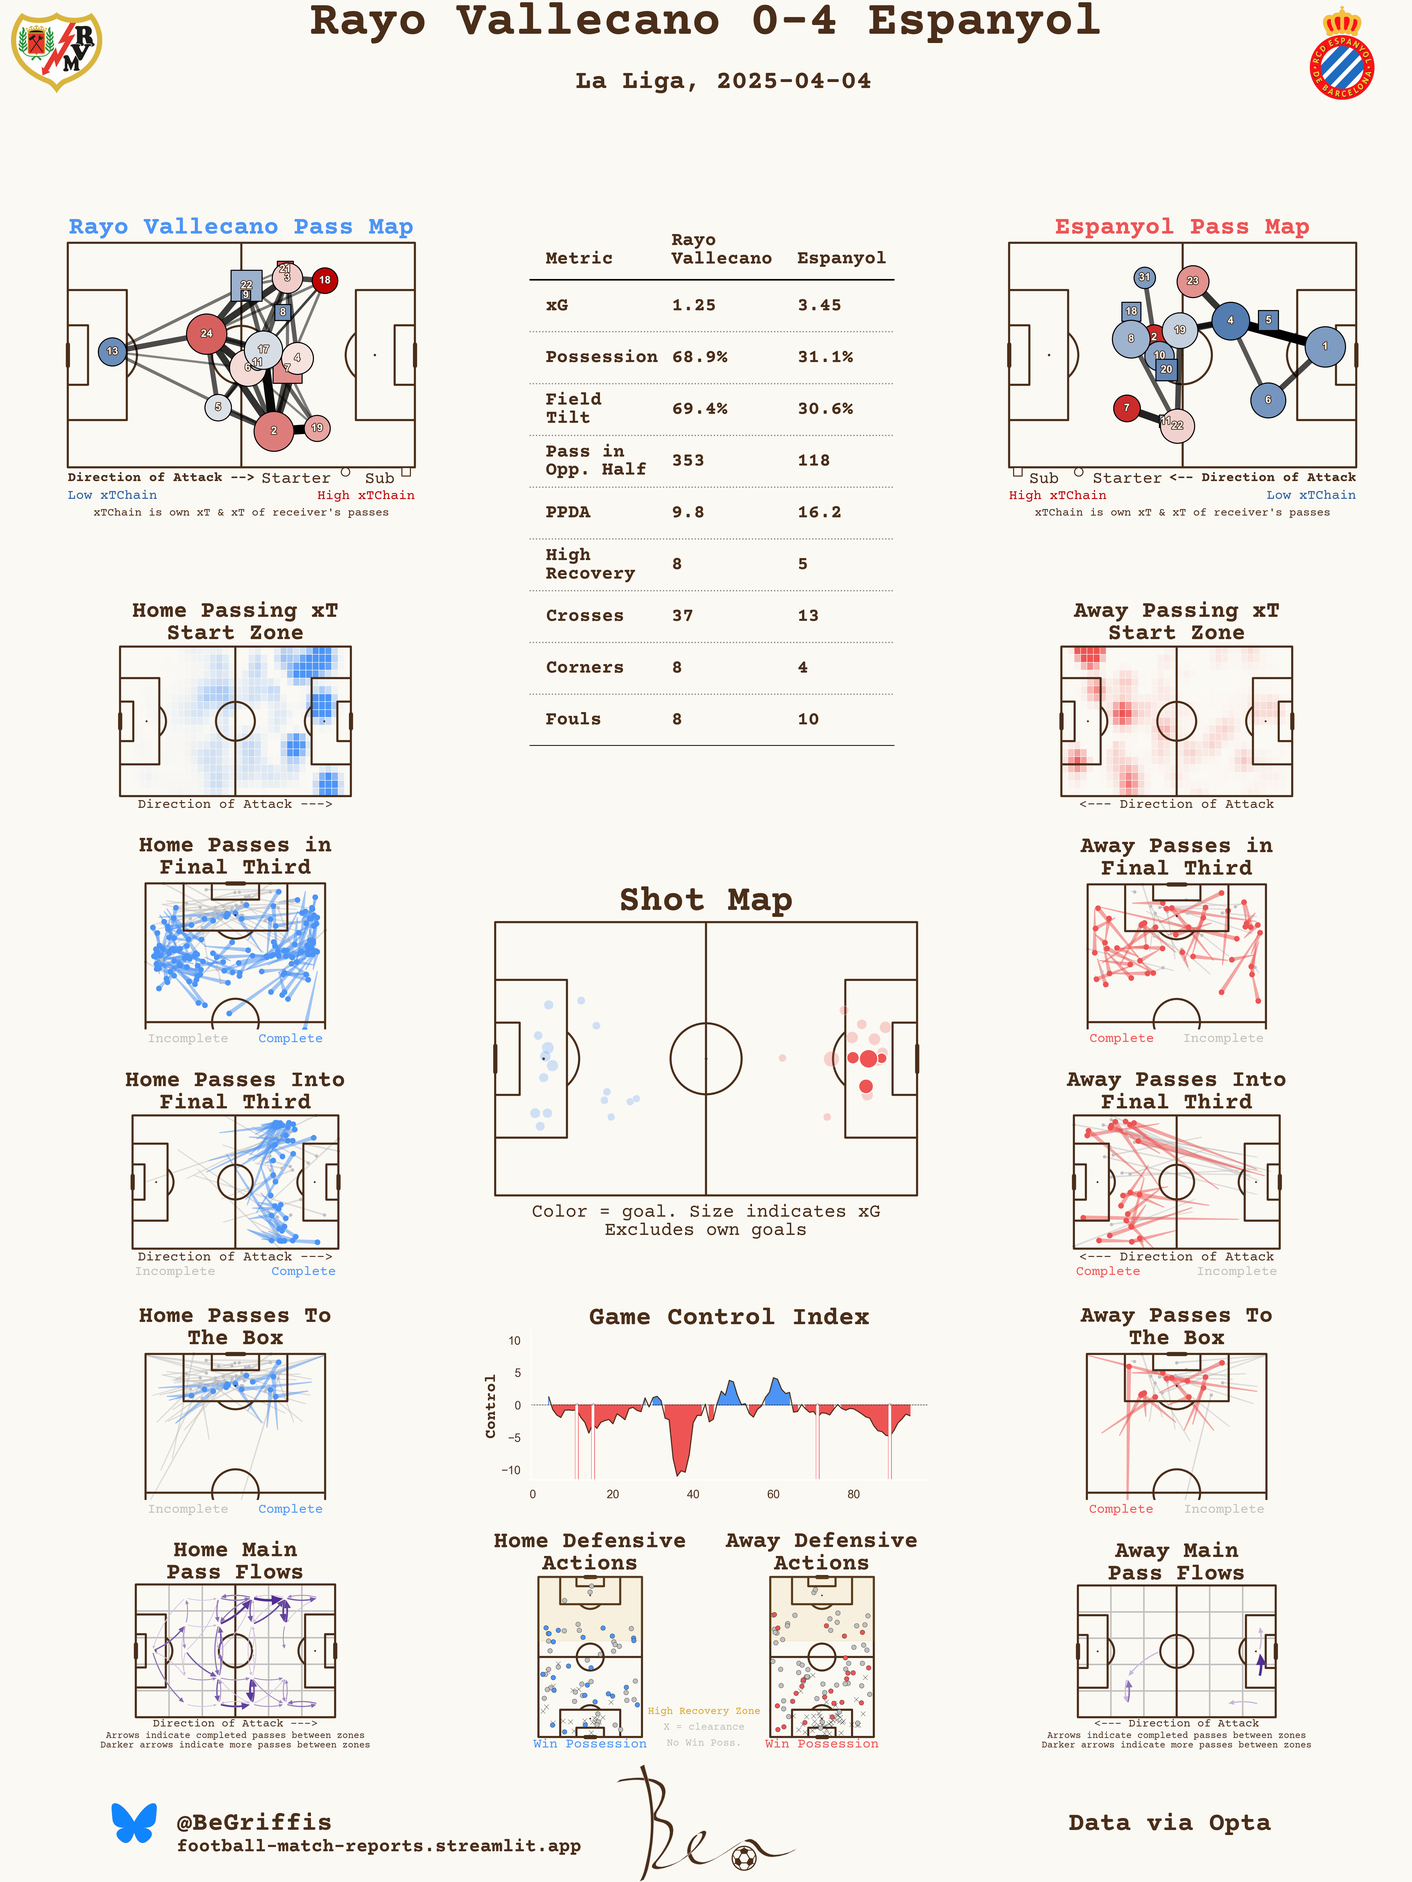 Rayo Vallecano 0-4 Espanyol
La Liga, 2025-04-04
R
V
M
RCD ESPANYOL
DE BARCELONA
Rayo Vallecano Pass Map
21
3
18
22
9
8
24
17
13
4
11
6
7
5
2
19
Direction of Attack --> Starter Sub
Low xTChain High xTChain
xTChain is own xT & xT of receiver's passes
Metric Rayo Vallecano Espanyol
xG 1.25 3.45
Possession 68.9% 31.1%
Field Tilt 69.4% 30.6%
Pass in Opp. Half 353 118
PPDA 9.8 16.2
High Recovery 8 5
Crosses 37 13
Corners 8 4
Fouls 8 10
Espanyol Pass Map
31
23
18
4
5
8
2
19
10
1
20
6
7
11
22
Sub Starter <-- Direction of Attack
High xTChain Low xTChain
xTChain is own xT & xT of receiver's passes
Home Passing xT
Start Zone
Direction of Attack --->
Away Passing xT
Start Zone
<--- Direction of Attack
Home Passes in
Final Third
Incomplete Complete
Shot Map
Color = goal. Size indicates xG
Excludes own goals
Away Passes in
Final Third
Complete Incomplete
Home Passes Into
Final Third
Direction of Attack --->
Incomplete Complete
Away Passes Into
Final Third
<--- Direction of Attack
Complete Incomplete
Home Passes To
The Box
Incomplete Complete
Game Control Index
Control
10
5
0
−5
−10
0 20 40 60 80
Away Passes To
The Box
Complete Incomplete
Home Main
Pass Flows
Direction of Attack --->
Arrows indicate completed passes between zones
Darker arrows indicate more passes between zones
Home Defensive
Actions
Win Possession
High Recovery Zone
X = clearance
No Win Poss.
Away Defensive
Actions
Win Possession
Away Main
Pass Flows
<--- Direction of Attack
Arrows indicate completed passes between zones
Darker arrows indicate more passes between zones
@BeGriffis
football-match-reports.streamlit.app
Ben
Data via Opta